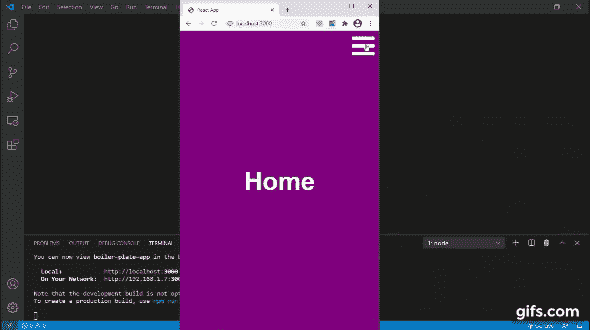 File Edit Selection View Go Run Terminal
React App
localhost:3000
Home
PROBLEMS OUTPUT DEBUG CONSOLE TERMINAL
1: node
You can now view boiler-plate-app in the
Local: http://localhost:3000
On Your Network: http://192.168.1.7:300
Note that the development build is not opt
To create a production build, use npm run
Go Live
gifs.com